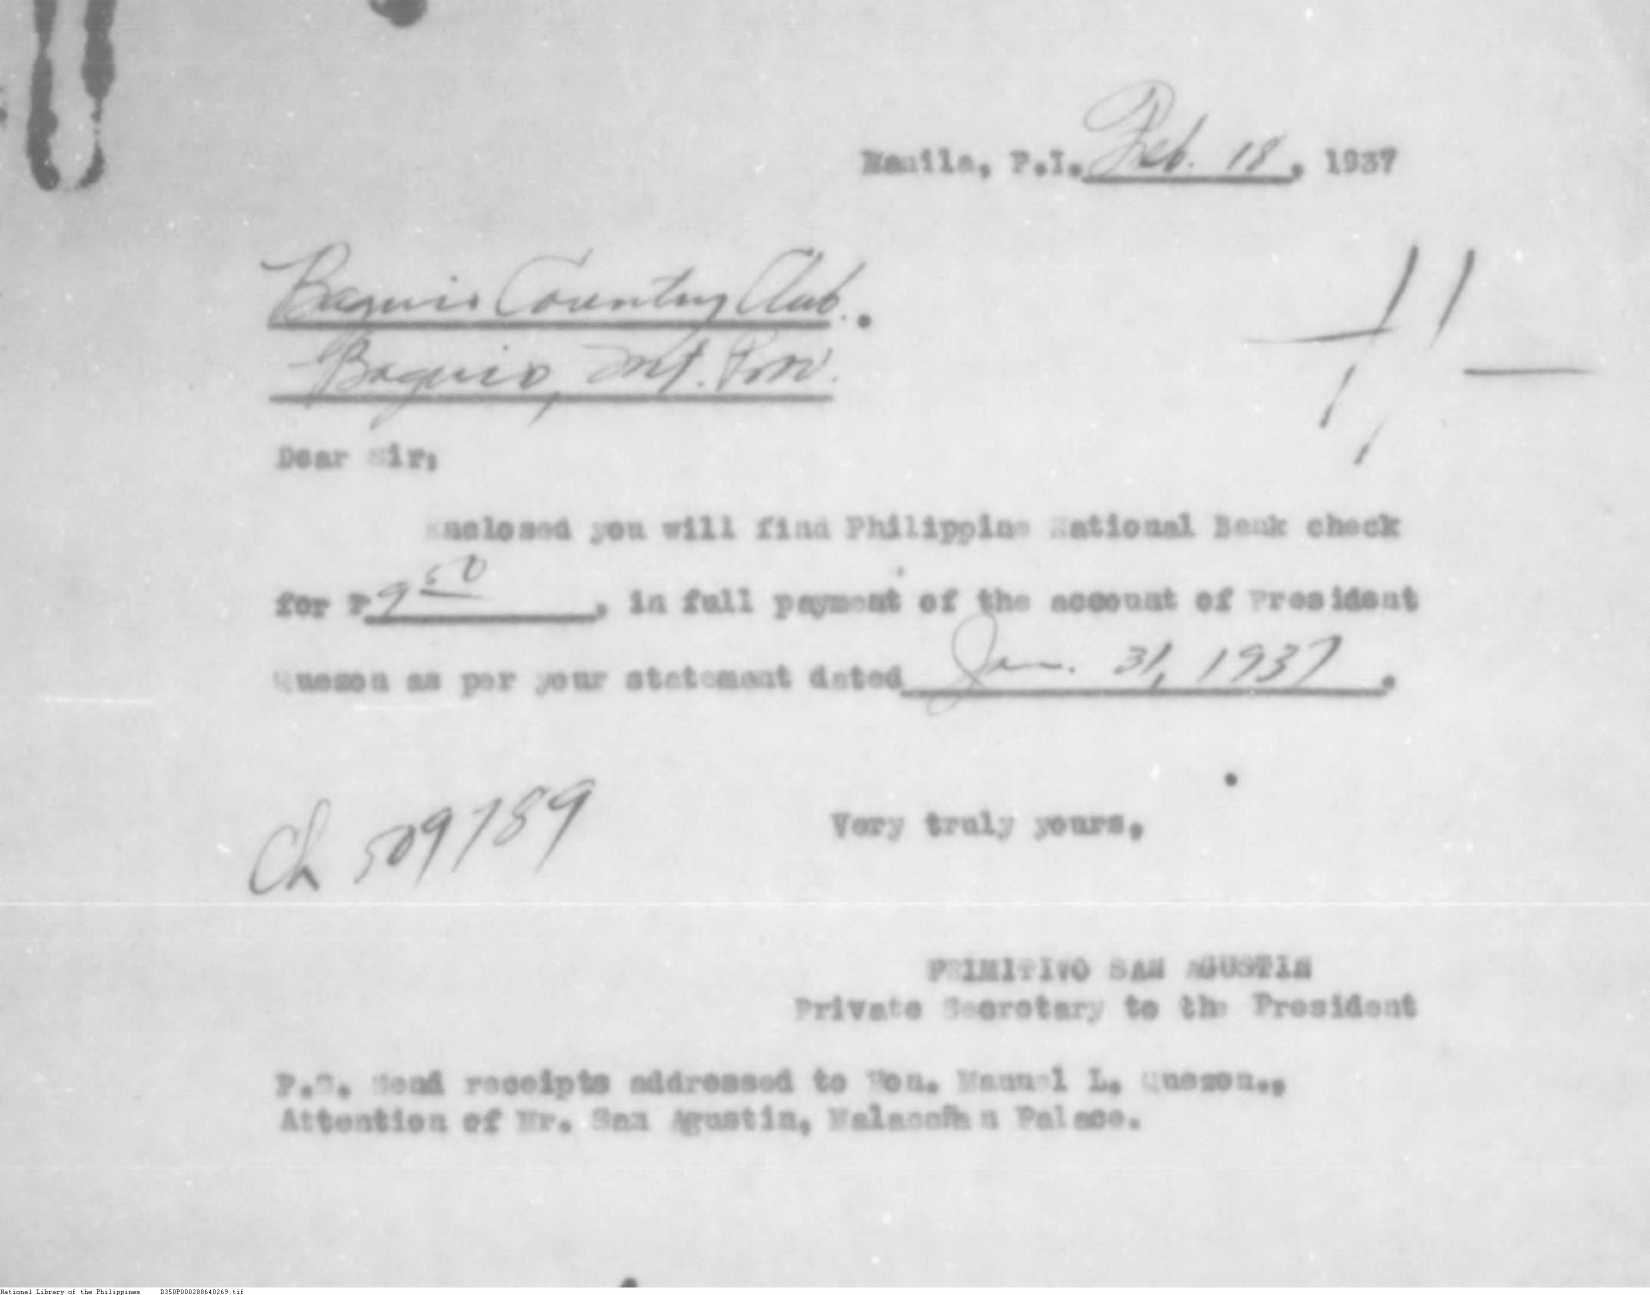 Manila, P.I. Feb. 18, 1937
Baguio Country Club.
Baguio, Mt. Prov.
Dear Sir,
Enclosed you will find Philippine National Bank check
for P 9 50, in full payment of the account of President
Quezon as per your statement dated Jan. 31, 1937.
Ch 509789
Very truly yours,
PRIMITIVO SAN AGUSTIN
Private Secretary to the President
P.S. Send receipts addressed to Hon. Manuel L. Quezon.,
Attention of Mr. San Agustin, Malacañan Palace.
National Library of the Philippines D35UP000288640269.tif